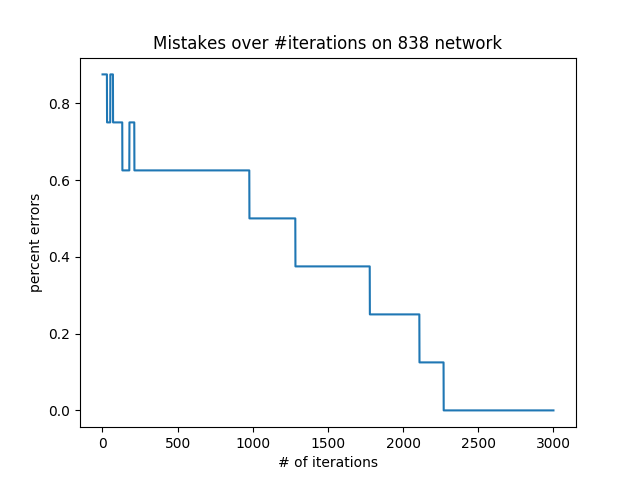 Mistakes over #iterations on 838 network
percent errors
0.8
0.6
0.4
0.2
0.0
0 500 1000 1500 2000 2500 3000
# of iterations